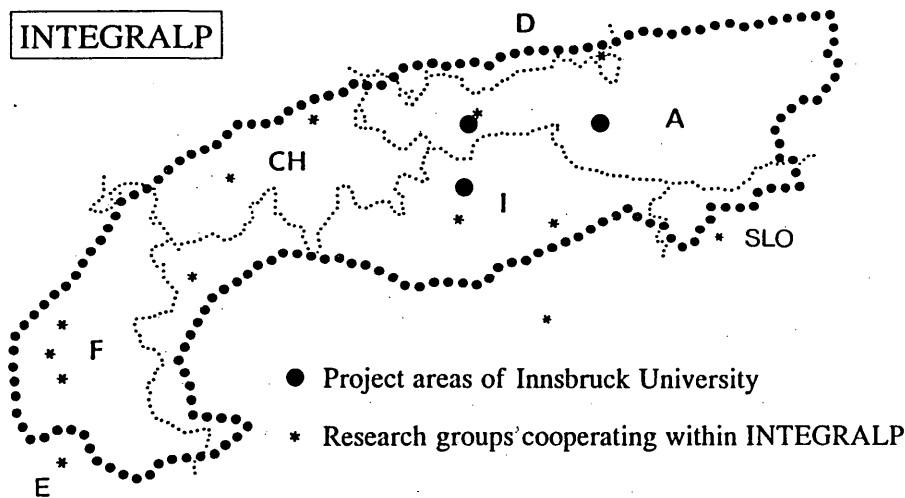 INTEGRALP
D
A
CH
I
SLO
F
● Project areas of Innsbruck University
* Research groups cooperating within INTEGRALP
E